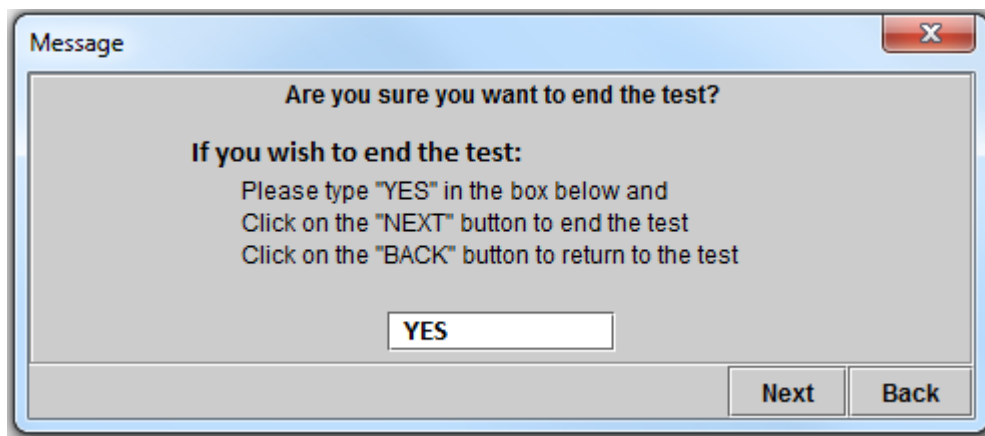 Message
Are you sure you want to end the test?
If you wish to end the test:
Please type "YES" in the box below and
Click on the "NEXT" button to end the test
Click on the "BACK" button to return to the test
YES
Next Back